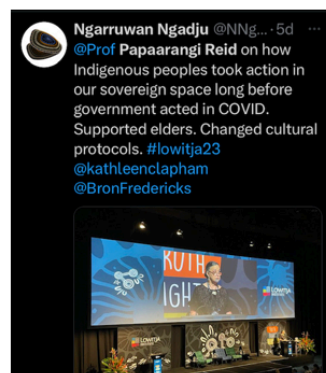 Ngarruwan Ngadju @NNg... · 5d ...
@Prof Papaarangi Reid on how
Indigenous peoples took action in
our sovereign space long before
government acted in COVID.
Supported elders. Changed cultural
protocols. #lowitja23
@kathleenclapham
@BronFredericks
LOWITJA